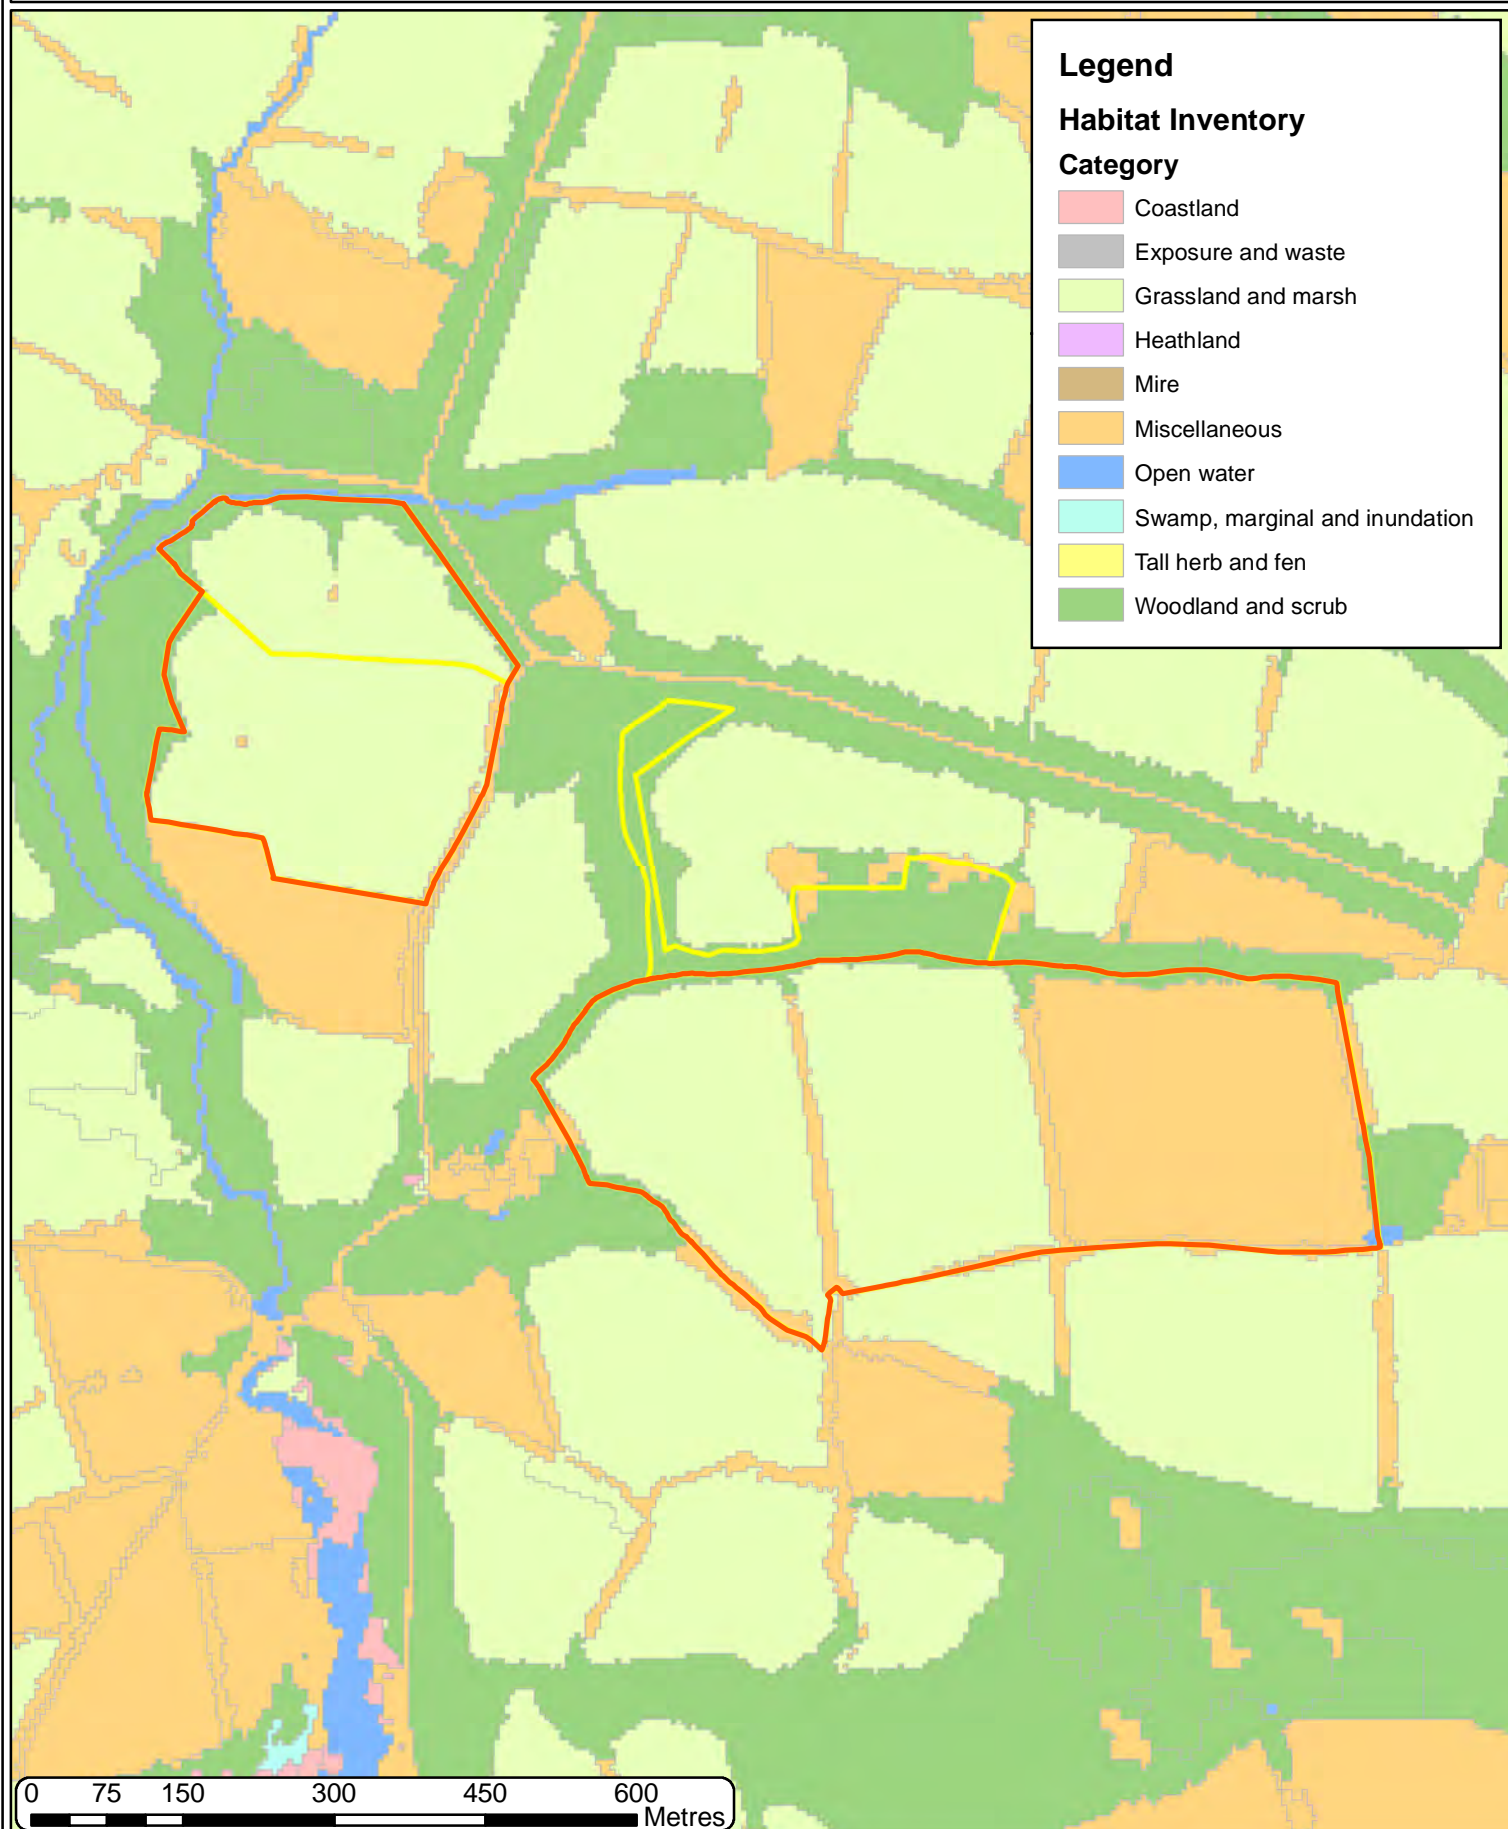 Legend
Habitat Inventory
Category
Coastland
Exposure and waste
Grassland and marsh
Heathland
Mire
Miscellaneous
Open water
Swamp, marginal and inundation
Tall herb and fen
Woodland and scrub
0 75 150 300 450 600
Metres